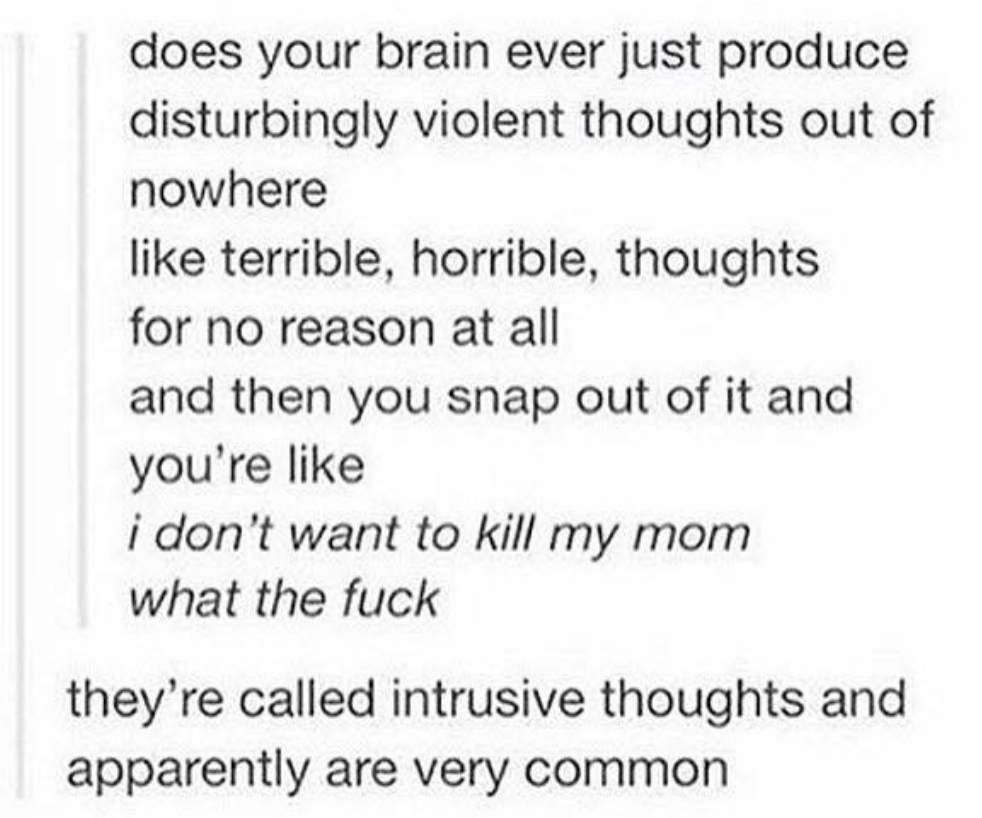 does your brain ever just produce
disturbingly violent thoughts out of
nowhere
like terrible, horrible, thoughts
for no reason at all
and then you snap out of it and
you're like
i don't want to kill my mom
what the fuck
they're called intrusive thoughts and
apparently are very common